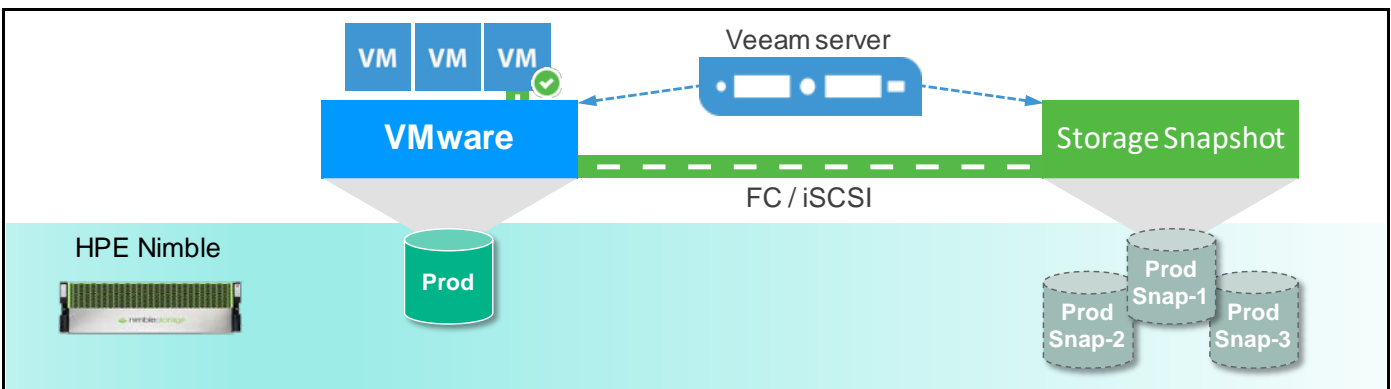 Veeam server
VM VM VM
VMware
Storage Snapshot
FC / iSCSI
HPE Nimble
nimblestorage
Prod
Prod
Snap-1
Prod
Snap-2
Prod
Snap-3